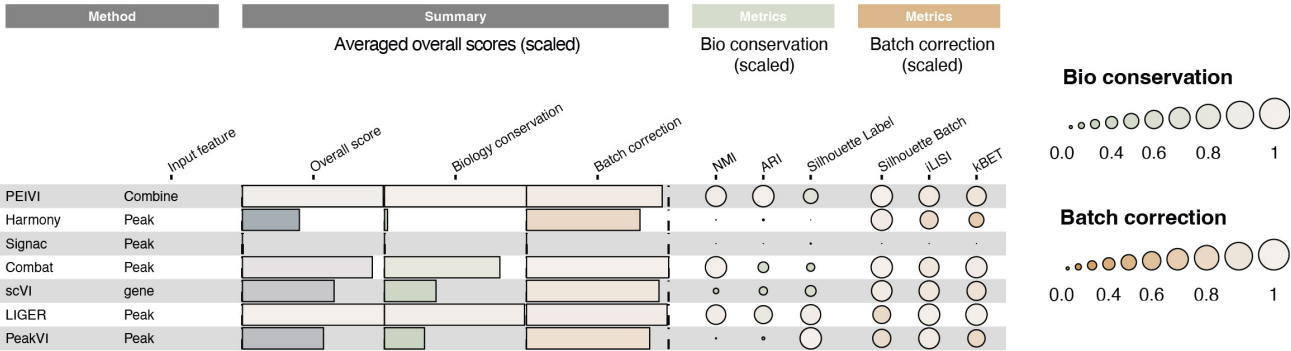 Method Summary Metrics Metrics
Averaged overall scores (scaled) Bio conservation Batch correction
(scaled) (scaled)
Input feature Overall score Biology conservation Batch correction NMI ARI Silhouette Label Silhouette Batch iLISI kBET
PEIVI Combine
Harmony Peak
Signac Peak
Combat Peak
scVI gene
LIGER Peak
PeakVI Peak
Bio conservation
0.0 0.4 0.6 0.8 1
Batch correction
0.0 0.4 0.6 0.8 1